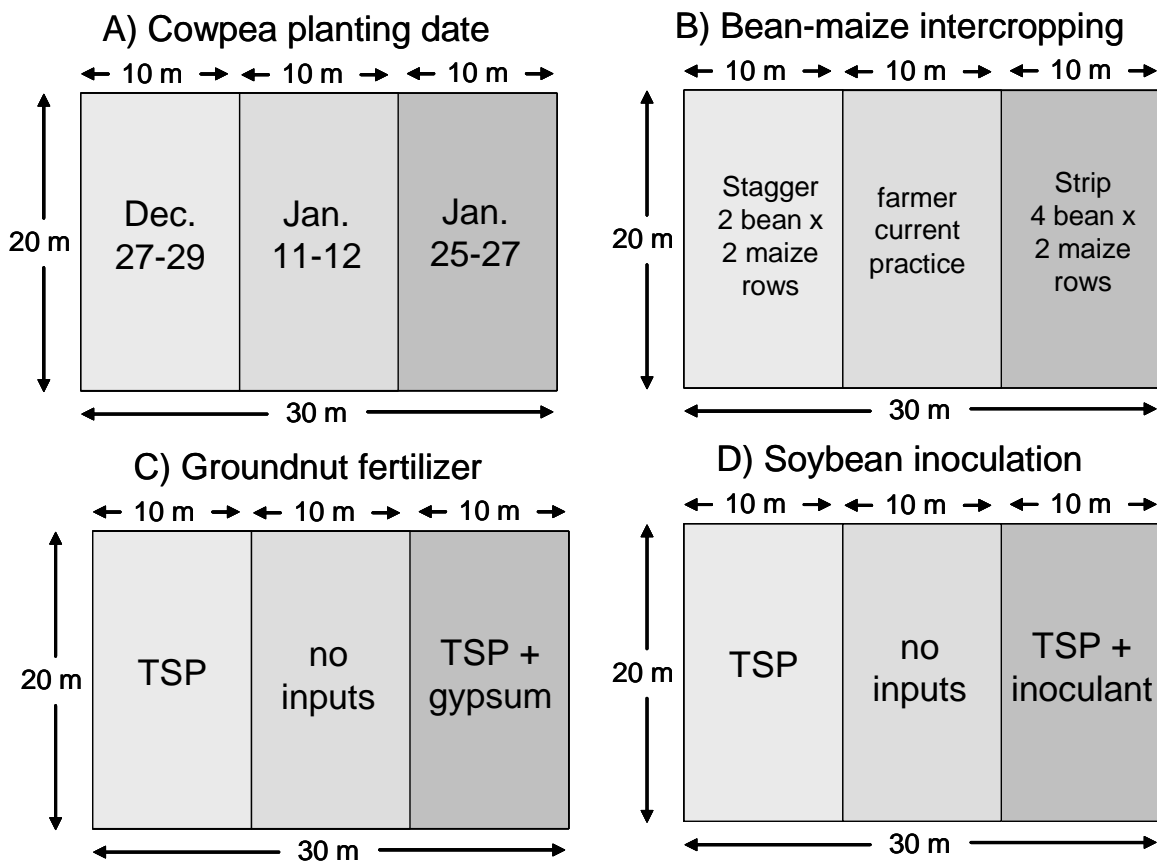 A) Cowpea planting date
10 m 10 m 10 m
20 m
Dec.
27-29
Jan.
11-12
Jan.
25-27
30 m
B) Bean-maize intercropping
10 m 10 m 10 m
20 m
Stagger
2 bean x
2 maize
rows
farmer
current
practice
Strip
4 bean x
2 maize
rows
30 m
C) Groundnut fertilizer
10 m 10 m 10 m
20 m
TSP
no
inputs
TSP +
gypsum
30 m
D) Soybean inoculation
10 m 10 m 10 m
20 m
TSP
no
inputs
TSP +
inoculant
30 m